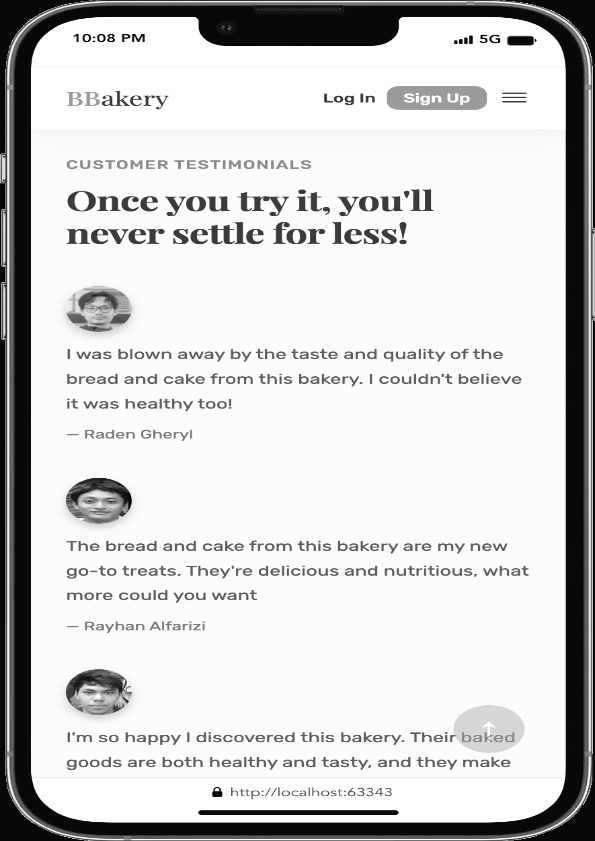 10:08 PM 5G
BBakery Log In Sign Up
CUSTOMER TESTIMONIALS
Once you try it, you'll
never settle for less!
I was blown away by the taste and quality of the
bread and cake from this bakery. I couldn't believe
it was healthy too!
— Raden Gheryl
The bread and cake from this bakery are my new
go-to treats. They're delicious and nutritious, what
more could you want
— Rayhan Alfarizi
I'm so happy I discovered this bakery. Their baked
goods are both healthy and tasty, and they make
http://localhost:63343